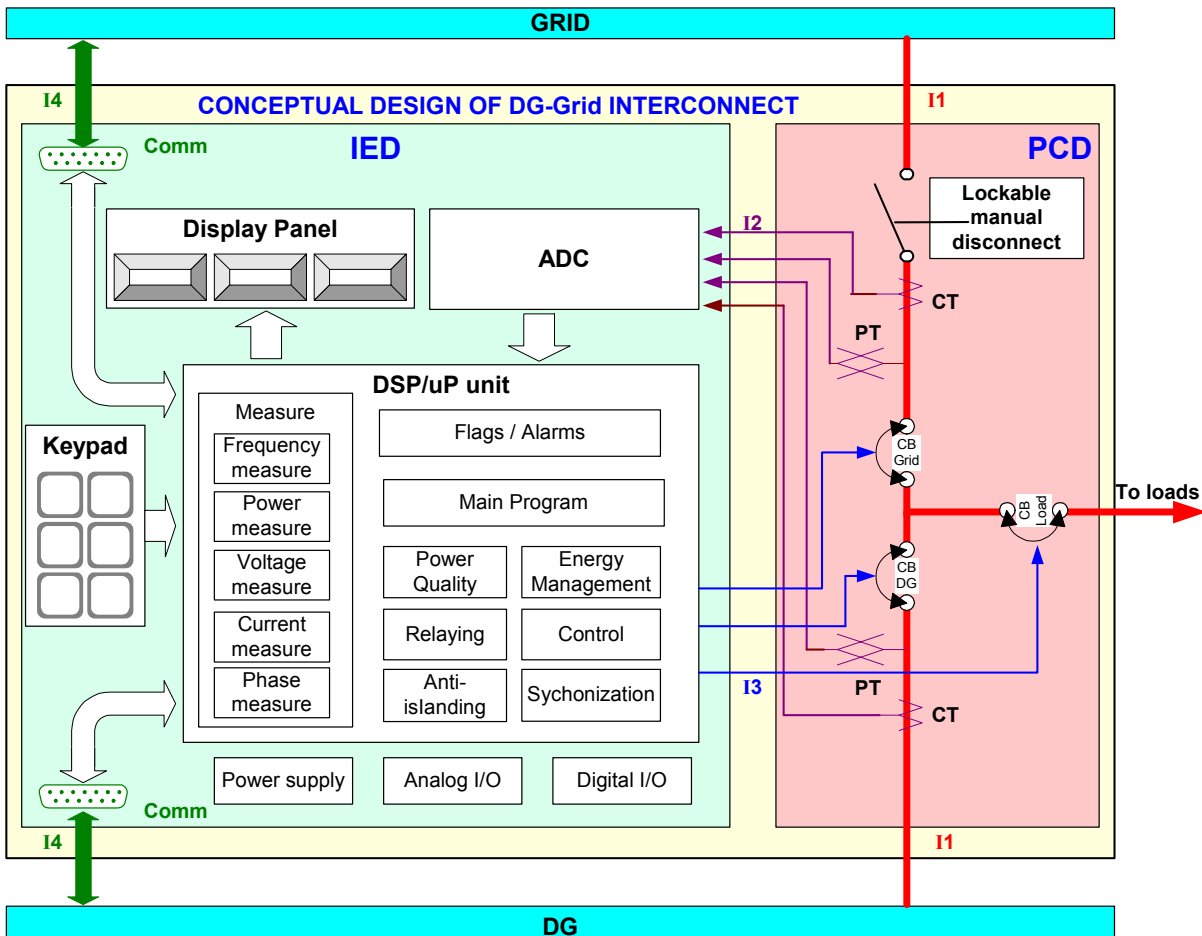 GRID
I4
I1
CONCEPTUAL DESIGN OF DG-Grid INTERCONNECT
Comm
IED
PCD
Display Panel
ADC
I2
Lockable
manual
disconnect
CT
PT
DSP/uP unit
Measure
Frequency
measure
Power
measure
Voltage
measure
Current
measure
Phase
measure
Flags / Alarms
Main Program
Power
Quality
Energy
Management
Relaying
Control
Anti-
islanding
Sychonization
Keypad
CB
Grid
CB
DG
CB
Load
To loads
I3
PT
CT
Power supply
Analog I/O
Digital I/O
Comm
I4
I1
DG